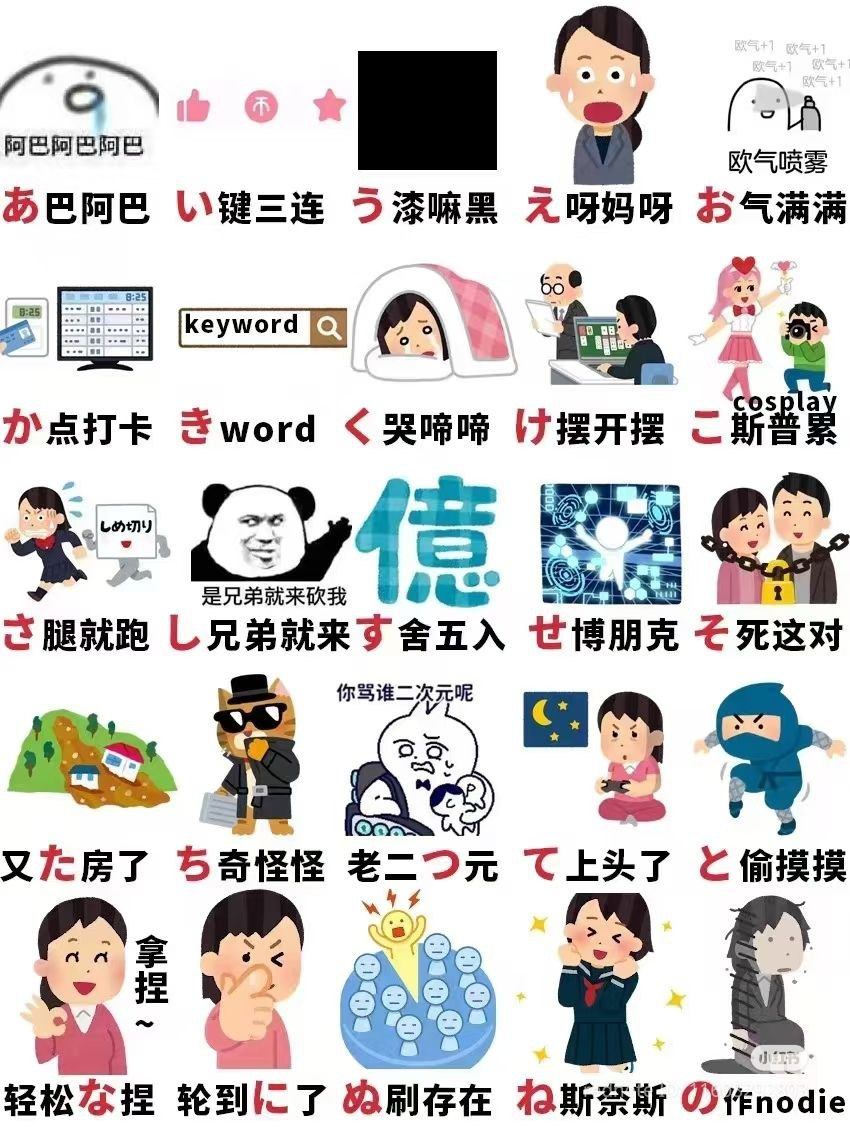 阿巴阿巴阿巴
欧气+1
欧气+1
欧气+1
欧气+1
欧气+1
欧气喷雾
あ巴阿巴
い键三连
う漆嘛黑
え呀妈呀
お气满满
8:25
8:25
keyword
cosplay
か点打卡
きword
く哭啼啼
け摆开摆
こ斯普累
しめ切り
是兄弟就来砍我
億
さ腿就跑
し兄弟就来
す舍五入
せ博朋克
そ死这对
你骂谁二次元呢
又た房了
ち奇怪怪
老二つ元
て上头了
と偷摸摸
拿捏~
小红书
轻松な捏
轮到に了
ぬ刷存在
ね斯奈斯
の作nodie